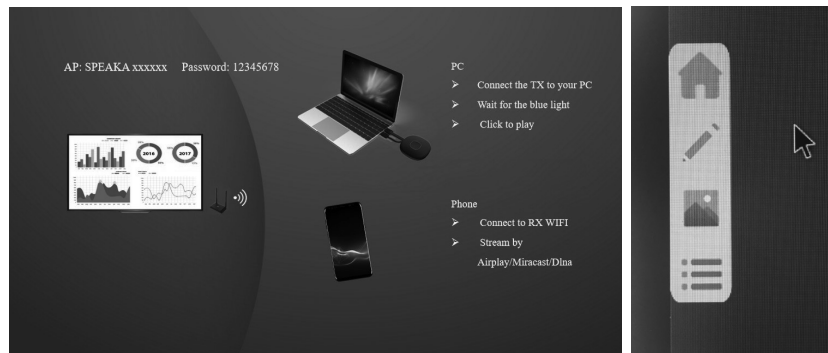 AP: SPEAKA xxxxxx Password: 12345678
2016
2017
PC
➢ Connect the TX to your PC
➢ Wait for the blue light
➢ Click to play
Phone
➢ Connect to RX WIFI
➢ Stream by
Airplay/Miracast/Dlna